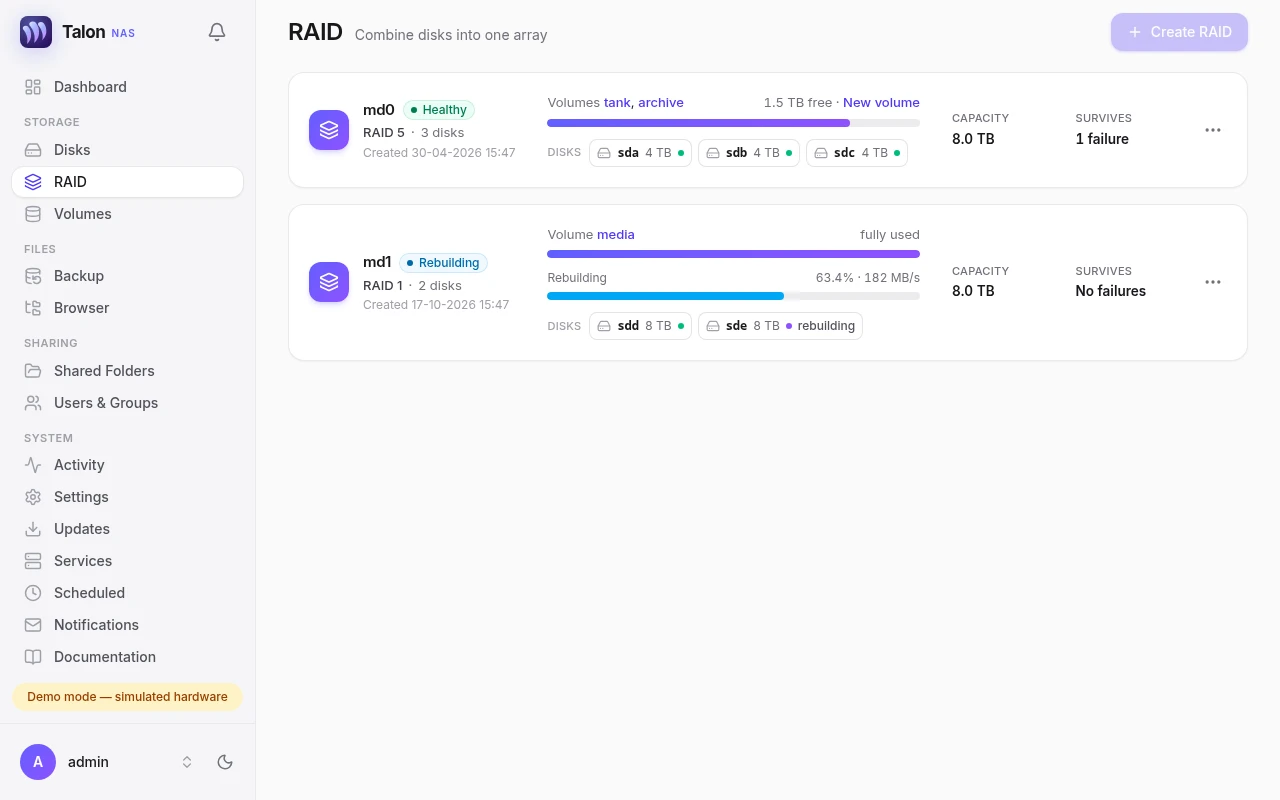 Talon NAS
Dashboard
STORAGE
Disks
RAID
Volumes
FILES
Backup
Browser
SHARING
Shared Folders
Users & Groups
SYSTEM
Activity
Settings
Updates
Services
Scheduled
Notifications
Documentation
Demo mode — simulated hardware
A admin
RAID Combine disks into one array
Create RAID
md0 Healthy
RAID 5 · 3 disks
Created 30-04-2026 15:47
Volumes tank, archive 1.5 TB free · New volume
DISKS sda 4 TB sdb 4 TB sdc 4 TB
CAPACITY
8.0 TB
SURVIVES
1 failure
md1 Rebuilding
RAID 1 · 2 disks
Created 17-10-2026 15:47
Volume media fully used
Rebuilding 63.4% · 182 MB/s
DISKS sdd 8 TB sde 8 TB rebuilding
CAPACITY
8.0 TB
SURVIVES
No failures